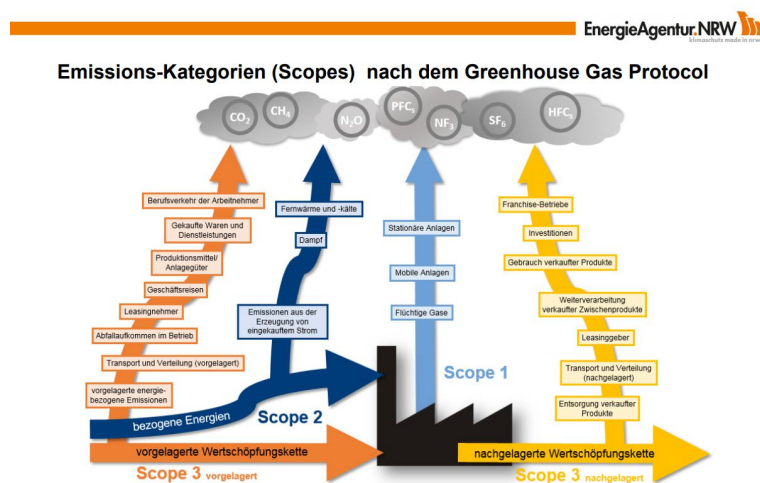 EnergieAgentur.NRW
klimaschutz made in nrw
Emissions-Kategorien (Scopes) nach dem Greenhouse Gas Protocol
CO2
CH4
N2O
PFCs
NF3
SF6
HFCs
Berufsverkehr der Arbeitnehmer
Gekaufte Waren und
Dienstleistungen
Produktionsmittel/
Anlagegüter
Geschäftsreisen
Leasingnehmer
Abfallaufkommen im Betrieb
Transport und Verteilung (vorgelagert)
vorgelagerte energie-
bezogene Emissionen
Fernwärme und -kälte
Dampf
Emissionen aus der
Erzeugung von
eingekauftem Strom
Stationäre Anlagen
Mobile Anlagen
Flüchtige Gase
Franchise-Betriebe
Investitionen
Gebrauch verkaufter Produkte
Weiterverarbeitung
verkaufter Zwischenprodukte
Leasinggeber
Transport und Verteilung
(nachgelagert)
Entsorgung verkaufter
Produkte
Scope 1
Scope 2
bezogene Energien
vorgelagerte Wertschöpfungskette
nachgelagerte Wertschöpfungskette
Scope 3 vorgelagert
Scope 3 nachgelagert